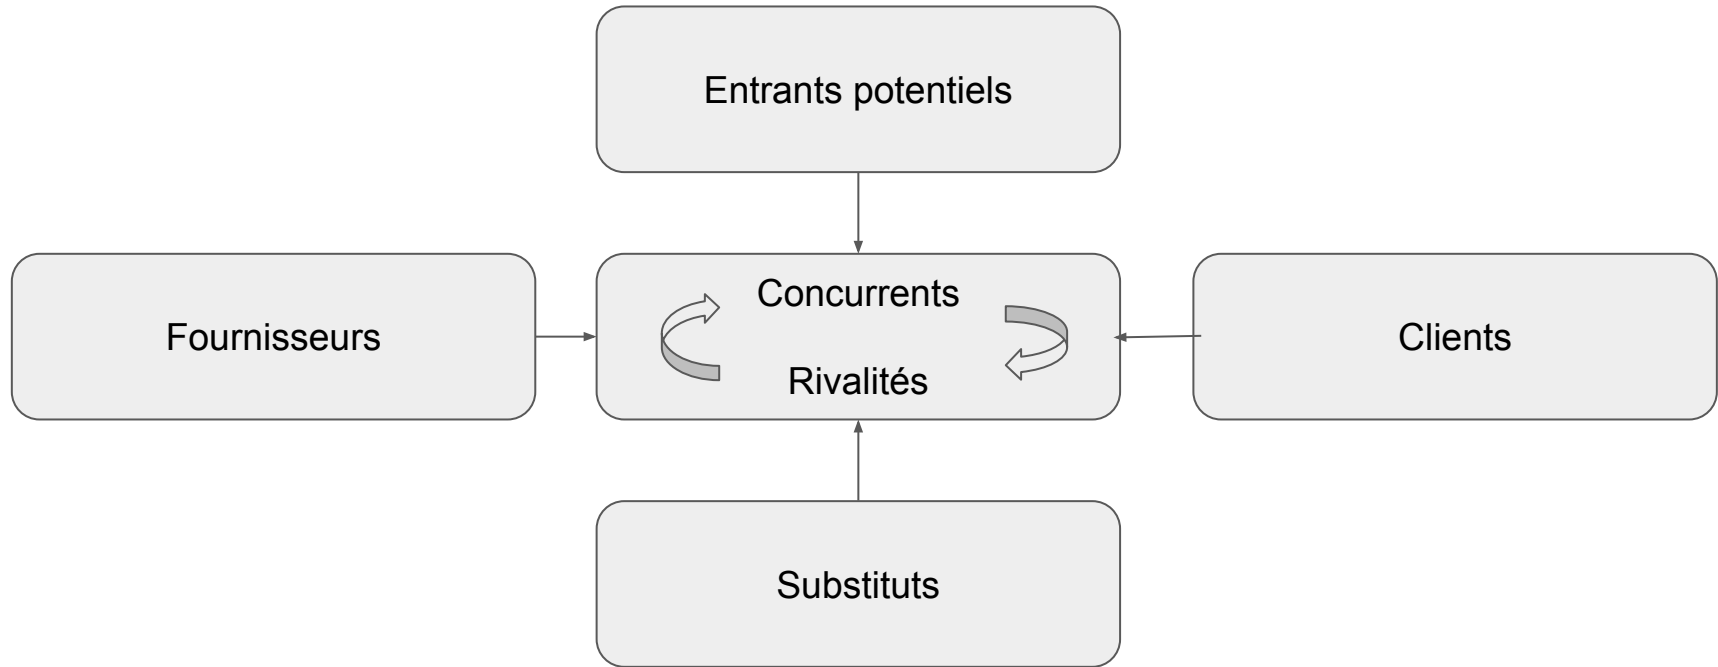 Entrants potentiels
Fournisseurs
Concurrents
Rivalités
Clients
Substituts